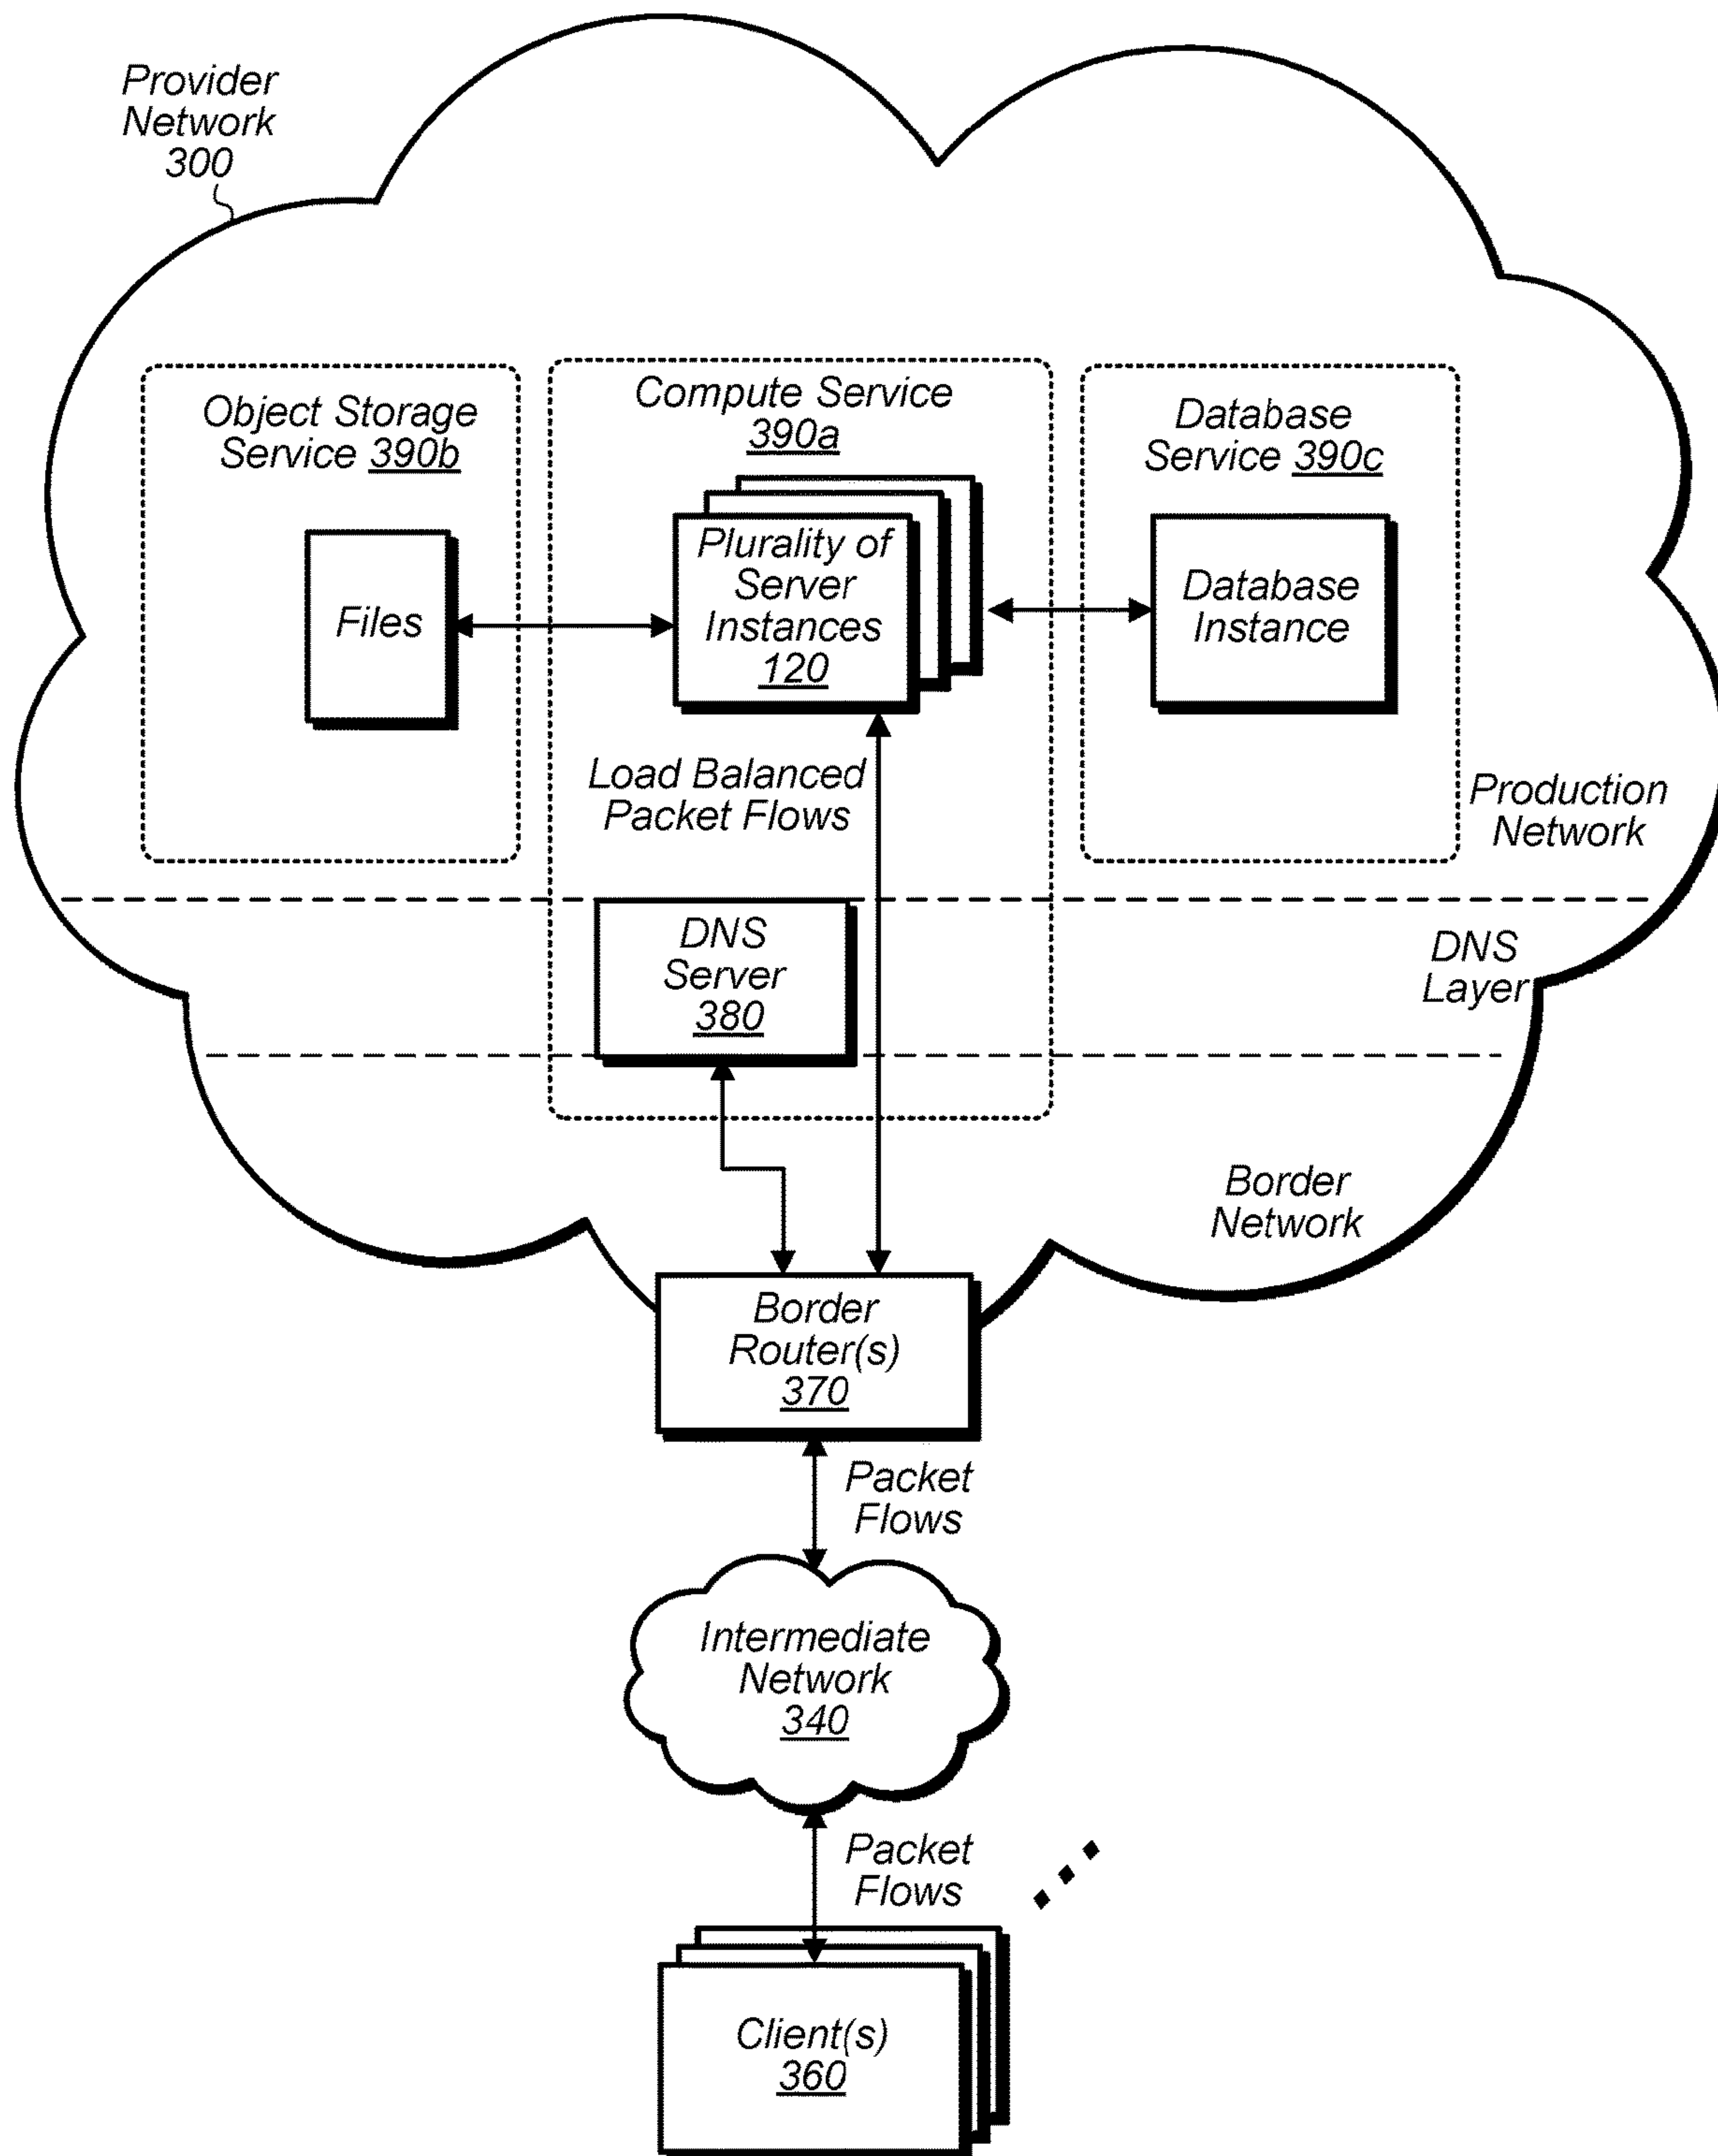 Provider
Network
300
Object Storage
Service 390b
Compute Service
390a
Database
Service 390c
Files
Plurality of
Server
Instances
120
Database
Instance
Load Balanced
Packet Flows
Production
Network
DNS
Server
380
DNS
Layer
Border
Network
Border
Router(s)
370
Packet
Flows
Intermediate
Network
340
Packet
Flows
Client(s)
360